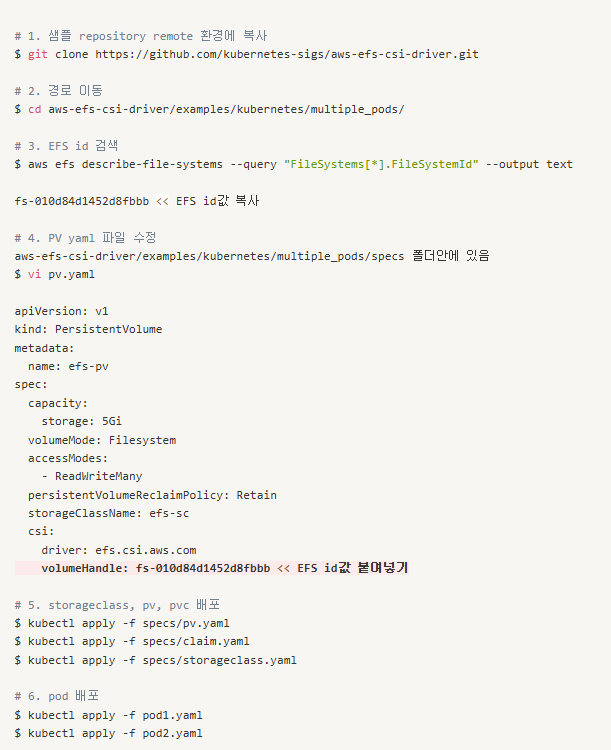 # 1. 샘플 repository remote 환경에 복사
$ git clone https://github.com/kubernetes-sigs/aws-efs-csi-driver.git
# 2. 경로 이동
$ cd aws-efs-csi-driver/examples/kubernetes/multiple_pods/
# 3. EFS id 검색
$ aws efs describe-file-systems --query "FileSystems[*].FileSystemId" --output text
fs-010d84d1452d8fbbb << EFS id값 복사
# 4. PV yaml 파일 수정
aws-efs-csi-driver/examples/kubernetes/multiple_pods/specs 폴더안에 있음
$ vi pv.yaml
apiVersion: v1
kind: PersistentVolume
metadata:
  name: efs-pv
spec:
  capacity:
    storage: 5Gi
  volumeMode: Filesystem
  accessModes:
    - ReadWriteMany
  persistentVolumeReclaimPolicy: Retain
  storageClassName: efs-sc
  csi:
    driver: efs.csi.aws.com
    volumeHandle: fs-010d84d1452d8fbbb << EFS id값 붙여넣기
# 5. storageclass, pv, pvc 배포
$ kubectl apply -f specs/pv.yaml
$ kubectl apply -f specs/claim.yaml
$ kubectl apply -f specs/storageclass.yaml
# 6. pod 배포
$ kubectl apply -f pod1.yaml
$ kubectl apply -f pod2.yaml